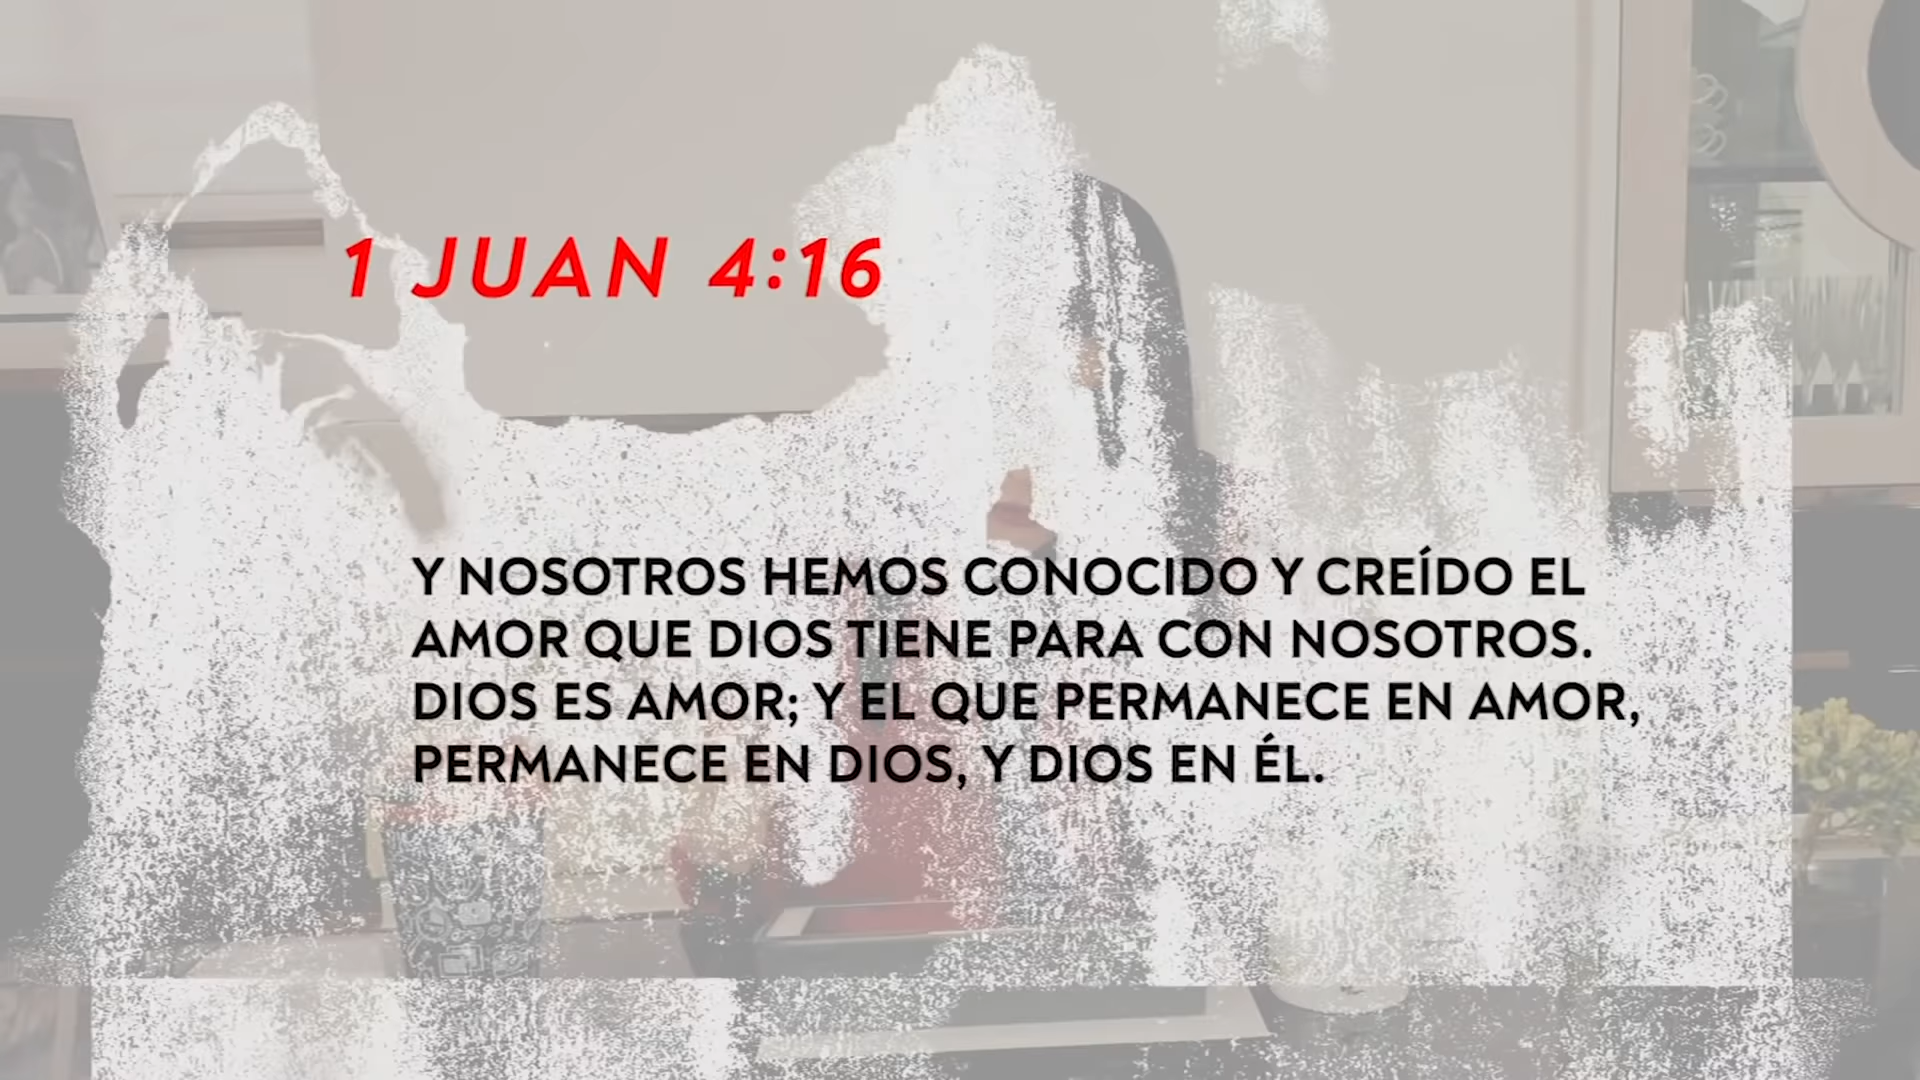 1 JUAN 4:16
Y NOSOTROS HEMOS CONOCIDO Y CREÍDO EL
AMOR QUE DIOS TIENE PARA CON NOSOTROS.
DIOS ES AMOR; Y EL QUE PERMANECE EN AMOR,
PERMANECE EN DIOS, Y DIOS EN ÉL.